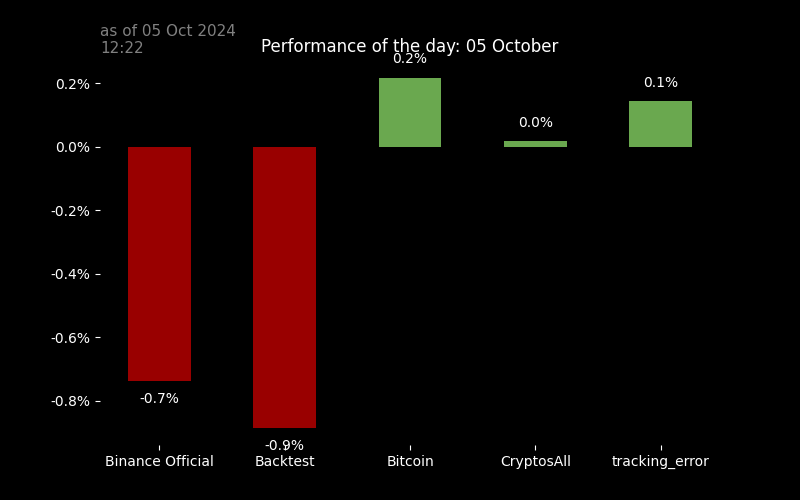 as of 05 Oct 2024
12:22
Performance of the day: 05 October
0.2%
0.0%
-0.2%
-0.4%
-0.6%
-0.8%
-0.7%
-0.9%
0.2%
0.0%
0.1%
Binance Official
Backtest
Bitcoin
CryptosAll
tracking_error